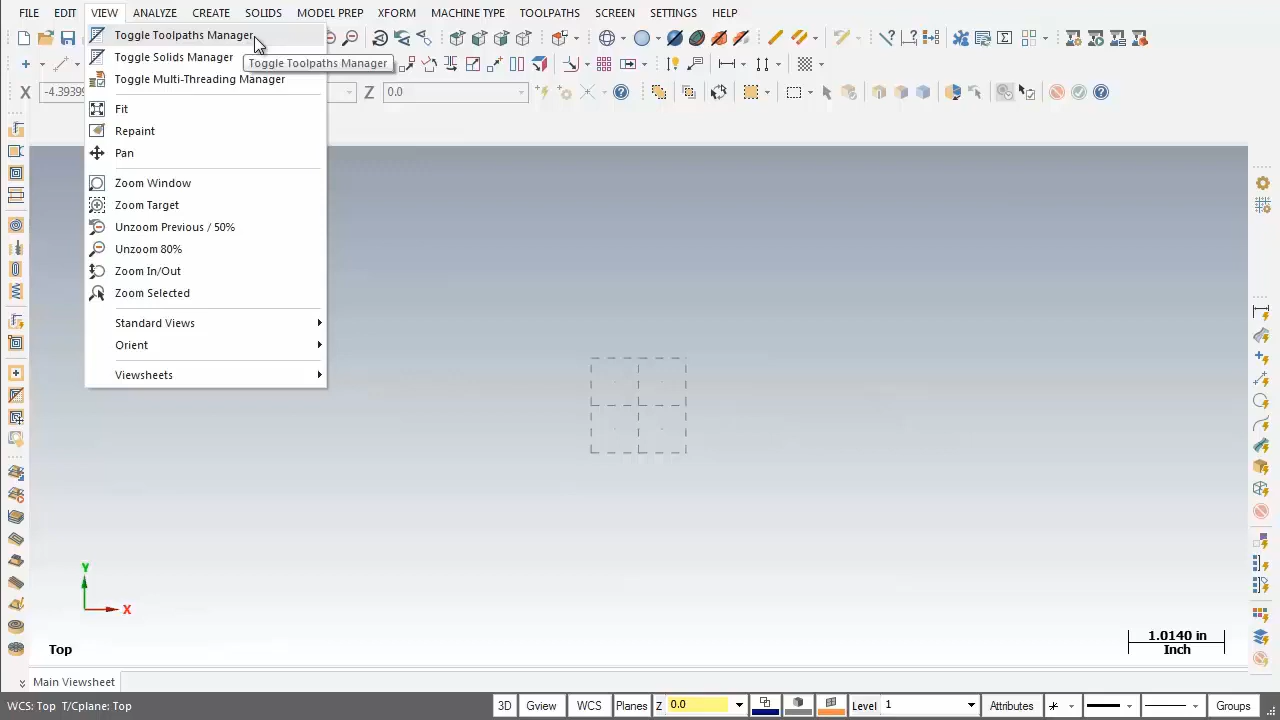 FILE EDIT VIEW ANALYZE CREATE SOLIDS MODEL PREP XFORM MACHINE TYPE TOOLPATHS SCREEN SETTINGS HELP
Toggle Toolpaths Manager
Toggle Solids Manager
Toggle Toolpaths Manager
Toggle Multi-Threading Manager
X Z 0.0
Fit
Repaint
Pan
Zoom Window
Zoom Target
Unzoom Previous / 50%
Unzoom 80%
Zoom In/Out
Zoom Selected
Standard Views
Orient
Viewsheets
Y
X
Top
1.0140 in
Inch
Main Viewsheet
WCS: Top T/Cplane: Top 3D Gview WCS Planes Z 0.0 Level 1 Attributes Groups